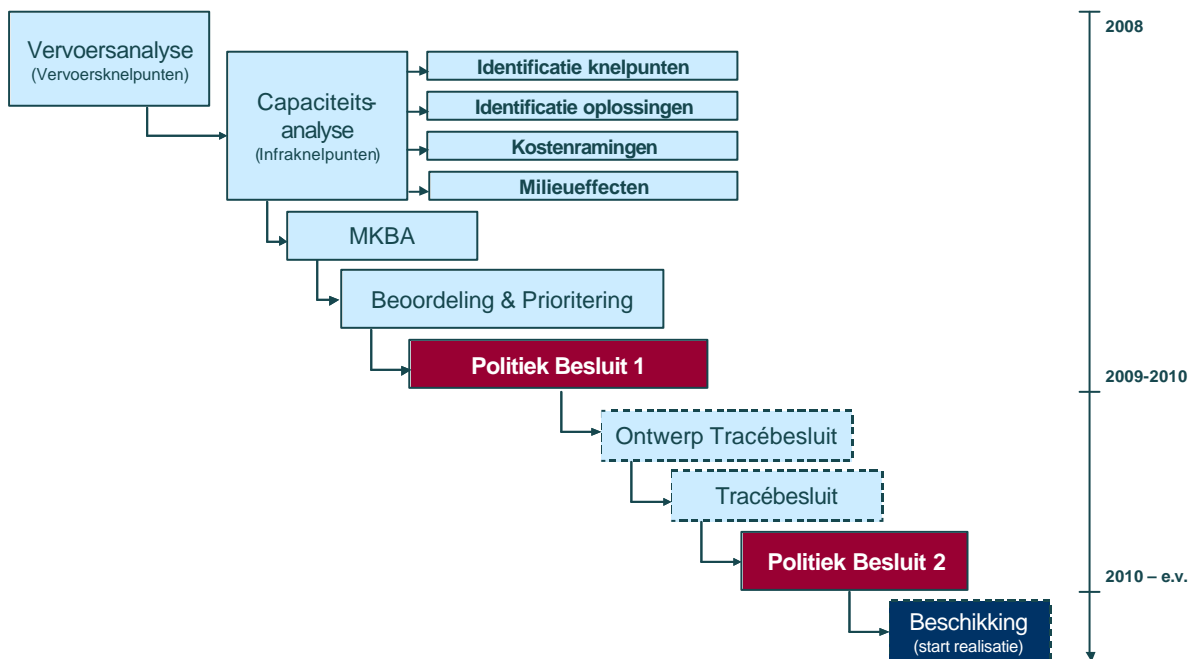 Vervoersanalyse
(Vervoersknelpunten)
2008
Capaciteits-
analyse
(Infraknelpunten)
Identificatie knelpunten
Identificatie oplossingen
Kostenramingen
Milieueffecten
MKBA
Beoordeling & Prioritering
Politiek Besluit 1
2009-2010
Ontwerp Tracébesluit
Tracébesluit
Politiek Besluit 2
2010 – e.v.
Beschikking
(start realisatie)